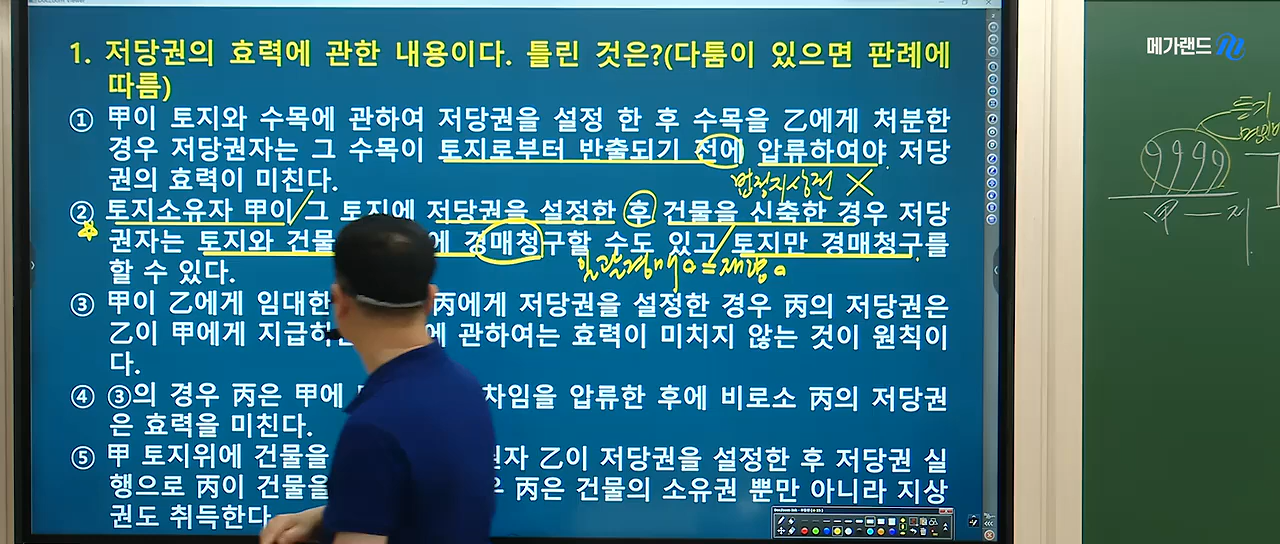 1. 저당권의 효력에 관한 내용이다. 틀린 것은?(다툼이 있으면 판례에
따름)
① 甲이 토지와 수목에 관하여 저당권을 설정 한 후 수목을 乙에게 처분한
경우 저당권자는 그 수목이 토지로부터 반출되기 전에 압류하여야 저당
권의 효력이 미친다.
법정지상권 X
② 토지소유자 甲이 그 토지에 저당권을 설정한 후 건물을 신축한 경우 저당
권자는 토지와 건물 에 경매청구할 수도 있고 토지만 경매청구를
일괄경매
할 수 있다.
③ 甲이 乙에게 임대한 丙에게 저당권을 설정한 경우 丙의 저당권은
乙이 甲에게 지급하 에 관하여는 효력이 미치지 않는 것이 원칙이
다.
④ ③의 경우 丙은 甲에 차임을 압류한 후에 비로소 丙의 저당권
은 효력을 미친다.
⑤ 甲 토지위에 건물을 乙이 저당권을 설정한 후 저당권 실
행으로 丙이 건물을 丙은 건물의 소유권 뿐만 아니라 지상
권도 취득한다
메가랜드